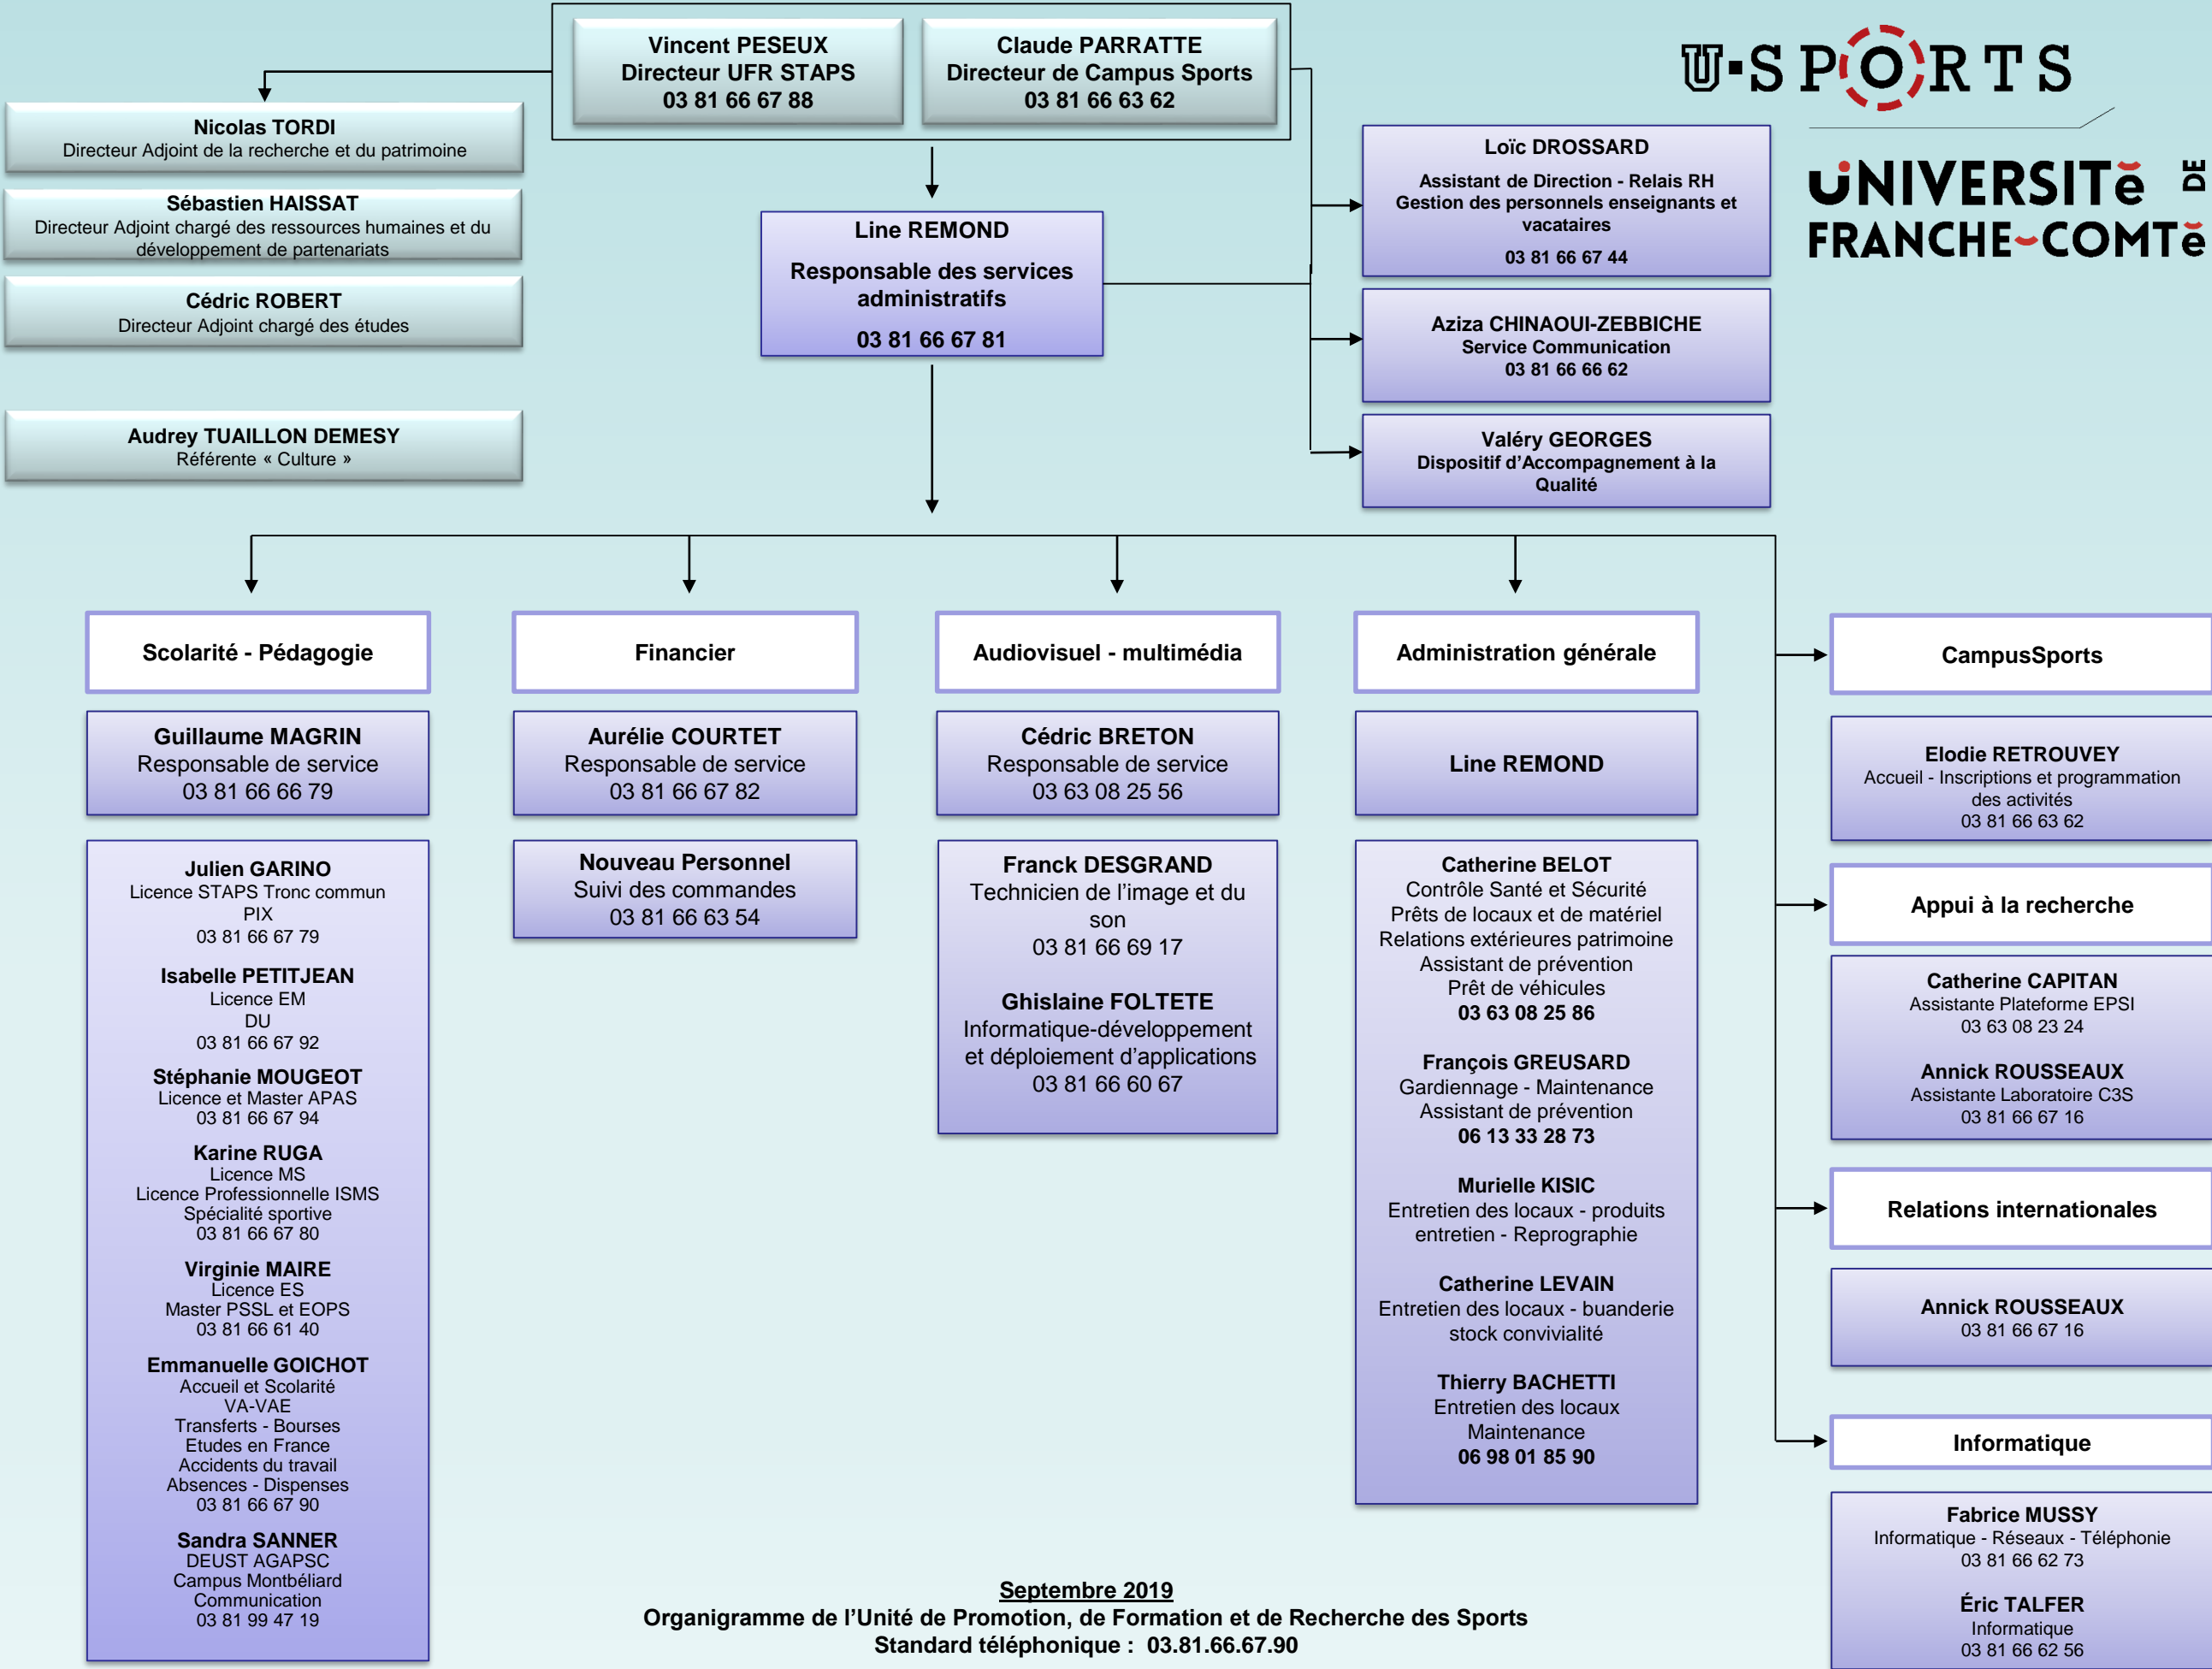 Vincent PESEUX
Directeur UFR STAPS
03 81 66 67 88
Claude PARRATTE
Directeur de Campus Sports
03 81 66 63 62
U-SPORTS
UNIVERSITĕ DE
FRANCHE-COMTĕ
Nicolas TORDI
Directeur Adjoint de la recherche et du patrimoine
Sébastien HAISSAT
Directeur Adjoint chargé des ressources humaines et du
développement de partenariats
Cédric ROBERT
Directeur Adjoint chargé des études
Audrey TUAILLON DEMESY
Référente « Culture »
Line REMOND
Responsable des services
administratifs
03 81 66 67 81
Loïc DROSSARD
Assistant de Direction - Relais RH
Gestion des personnels enseignants et
vacataires
03 81 66 67 44
Aziza CHINAOUI-ZEBBICHE
Service Communication
03 81 66 66 62
Valéry GEORGES
Dispositif d'Accompagnement à la
Qualité
Scolarité - Pédagogie
Guillaume MAGRIN
Responsable de service
03 81 66 66 79
Julien GARINO
Licence STAPS Tronc commun
PIX
03 81 66 67 79
Isabelle PETITJEAN
Licence EM
DU
03 81 66 67 92
Stéphanie MOUGEOT
Licence et Master APAS
03 81 66 67 94
Karine RUGA
Licence MS
Licence Professionnelle ISMS
Spécialité sportive
03 81 66 67 80
Virginie MAIRE
Licence ES
Master PSSL et EOPS
03 81 66 61 40
Emmanuelle GOICHOT
Accueil et Scolarité
VA-VAE
Transferts - Bourses
Etudes en France
Accidents du travail
Absences - Dispenses
03 81 66 67 90
Sandra SANNER
DEUST AGAPSC
Campus Montbéliard
Communication
03 81 99 47 19
Financier
Aurélie COURTET
Responsable de service
03 81 66 67 82
Nouveau Personnel
Suivi des commandes
03 81 66 63 54
Audiovisuel - multimédia
Cédric BRETON
Responsable de service
03 63 08 25 56
Franck DESGRAND
Technicien de l'image et du
son
03 81 66 69 17
Ghislaine FOLTETE
Informatique-développement
et déploiement d'applications
03 81 66 60 67
Administration générale
Line REMOND
Catherine BELOT
Contrôle Santé et Sécurité
Prêts de locaux et de matériel
Relations extérieures patrimoine
Assistant de prévention
Prêt de véhicules
03 63 08 25 86
François GREUSARD
Gardiennage - Maintenance
Assistant de prévention
06 13 33 28 73
Murielle KISIC
Entretien des locaux - produits
entretien - Reprographie
Catherine LEVAIN
Entretien des locaux - buanderie
stock convivialité
Thierry BACHETTI
Entretien des locaux
Maintenance
06 98 01 85 90
CampusSports
Elodie RETROUVEY
Accueil - Inscriptions et programmation
des activités
03 81 66 63 62
Appui à la recherche
Catherine CAPITAN
Assistante Plateforme EPSI
03 63 08 23 24
Annick ROUSSEAUX
Assistante Laboratoire C3S
03 81 66 67 16
Relations internationales
Annick ROUSSEAUX
03 81 66 67 16
Informatique
Fabrice MUSSY
Informatique - Réseaux - Téléphonie
03 81 66 62 73
Éric TALFER
Informatique
03 81 66 62 56
Septembre 2019
Organigramme de l'Unité de Promotion, de Formation et de Recherche des Sports
Standard téléphonique : 03.81.66.67.90